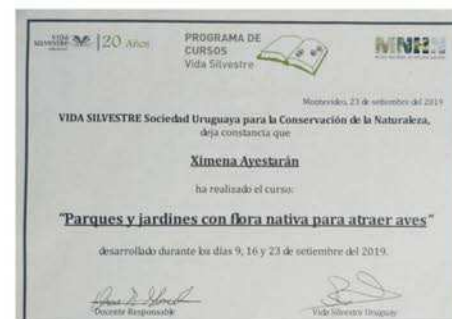 VIDA SILVESTRE 20 Años
PROGRAMA DE
CURSOS
Vida Silvestre
MNHN
Montevideo, 23 de setiembre del 2019
VIDA SILVESTRE Sociedad Uruguaya para la Conservación de la Naturaleza,
deja constancia que
Ximena Ayestarán
ha realizado el curso:
"Parques y jardines con flora nativa para atraer aves"
desarrollado durante los días 9, 16 y 23 de setiembre del 2019.
Docente Responsable
Vida Silvestre Uruguay